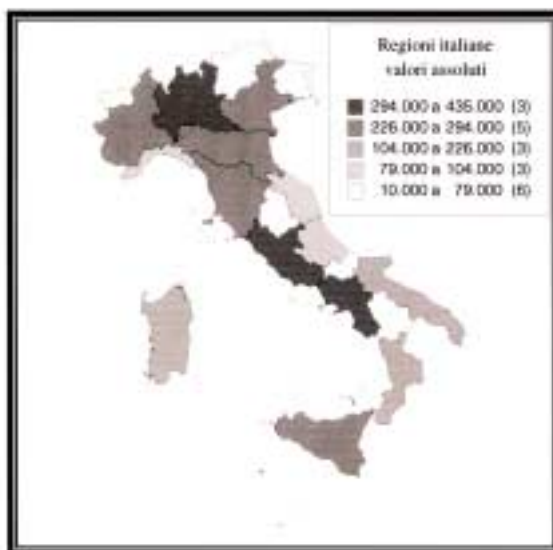 Regioni italiane
valori assoluti
294.000 a 435.000 (3)
226.000 a 294.000 (5)
104.000 a 226.000 (3)
79.000 a 104.000 (3)
10.000 a 79.000 (6)